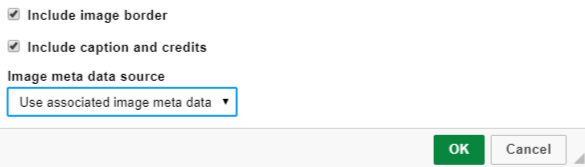 Include image border
Include caption and credits
Image meta data source
Use associated image meta data
OK Cancel